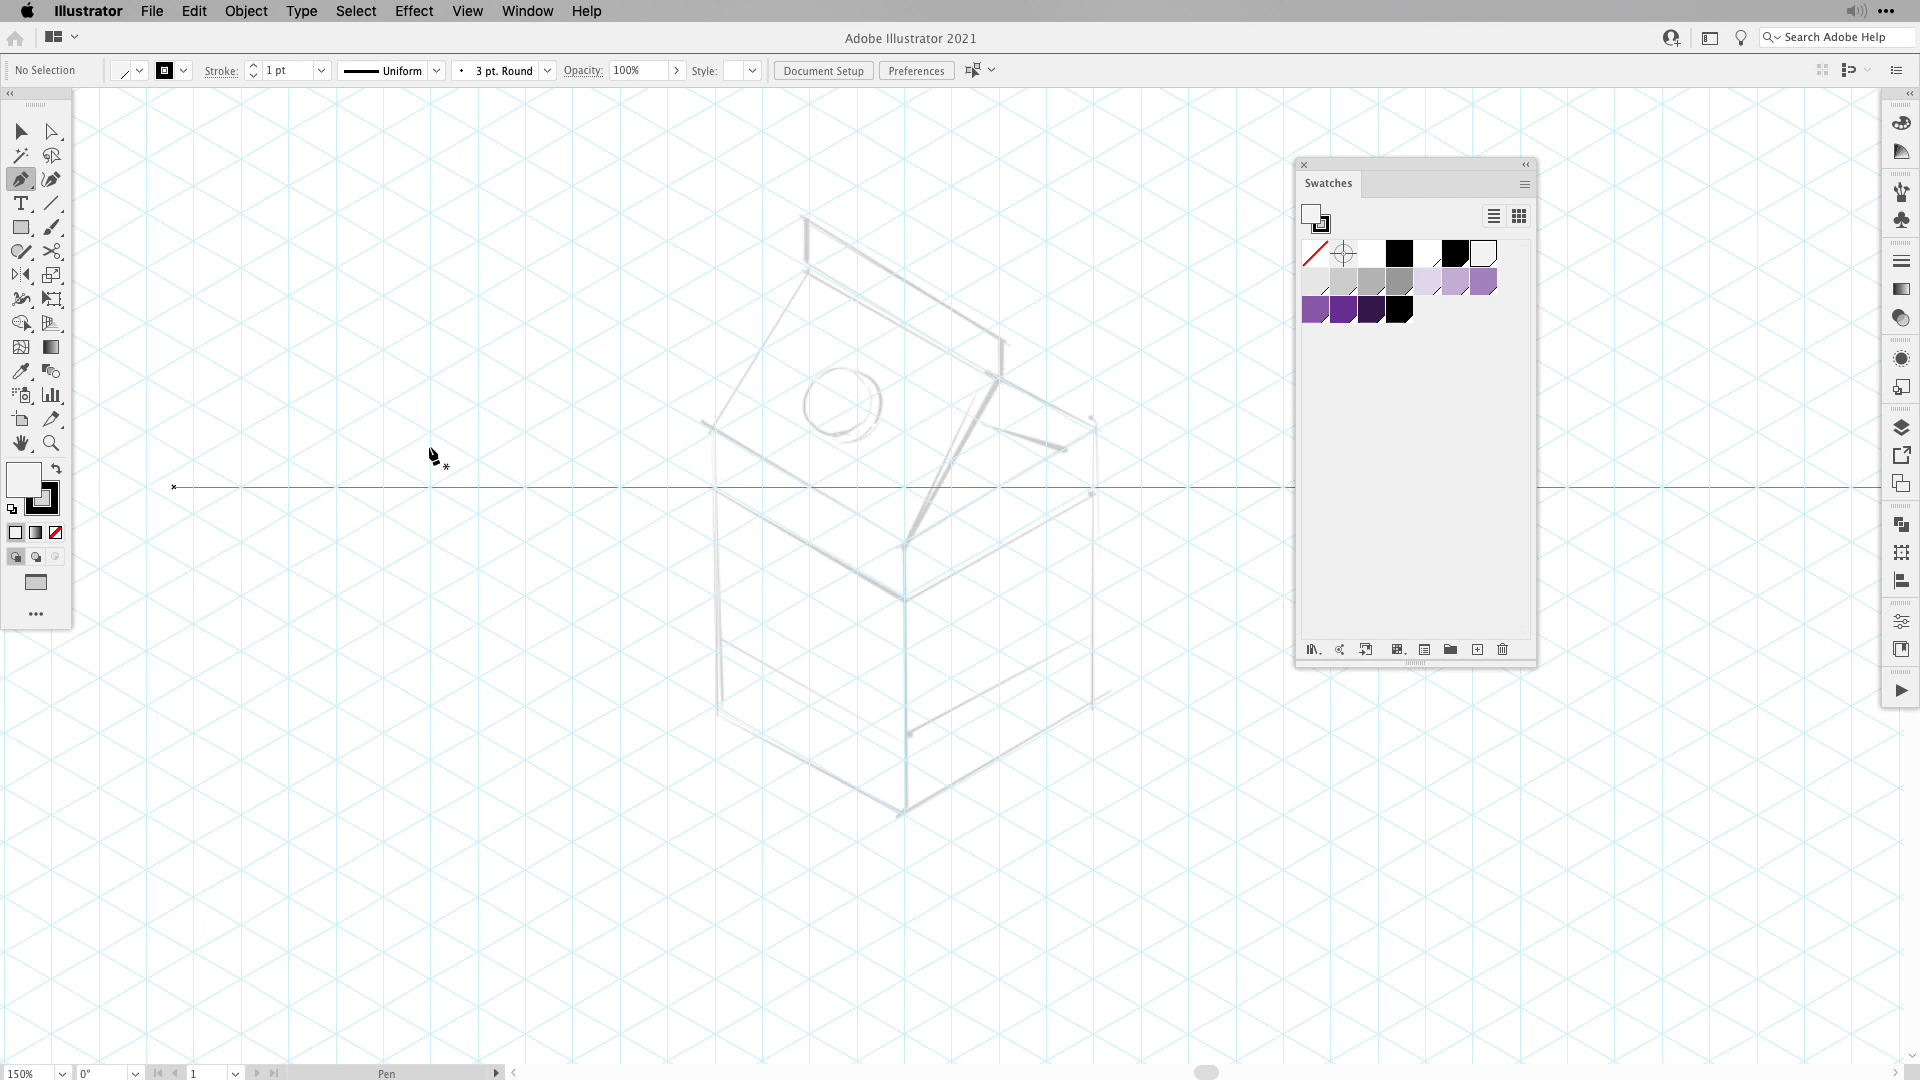 Illustrator File Edit Object Type Select Effect View Window Help
Adobe Illustrator 2021
Search Adobe Help
No Selection Stroke: 1 pt Uniform 3 pt. Round Opacity: 100% Style: Document Setup Preferences
Swatches
150% 0° 1 Pen